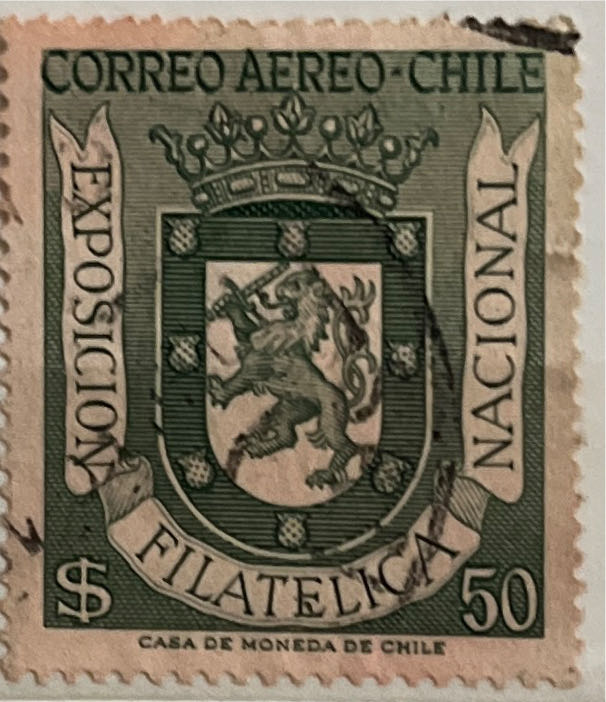 CORREO AEREO-CHILE
EXPOSICION
FILATELICA
NACIONAL
$ 50
CASA DE MONEDA DE CHILE